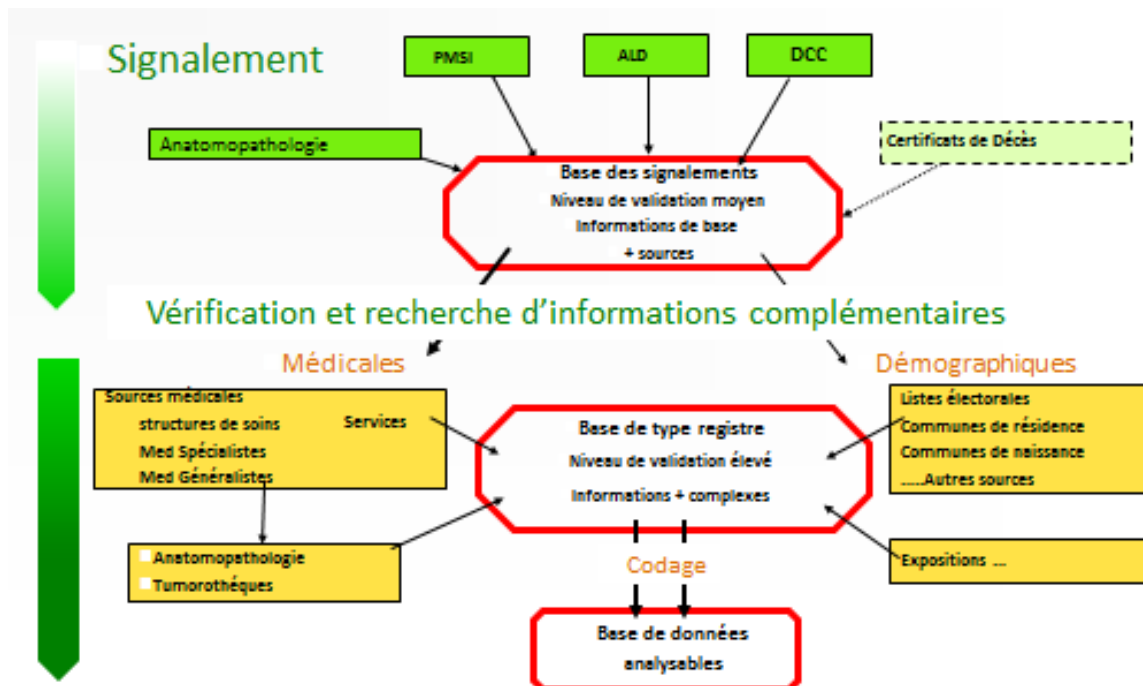 Signalement
PMSI
ALD
DCC
Anatomopathologie
Certificats de Décès
Base des signalements
Niveau de validation moyen
Informations de base
+ sources
Vérification et recherche d'informations complémentaires
Médicales
Démographiques
Sources médicales
structures de soins Services
Med Spécialistes
Med Généralistes
Base de type registre
Niveau de validation élevé
Informations + complexes
Listes électorales
Communes de résidence
Communes de naissance
.....Autres sources
Anatomopathologie
Tumorothéques
Codage
Expositions ...
Base de données
analysables